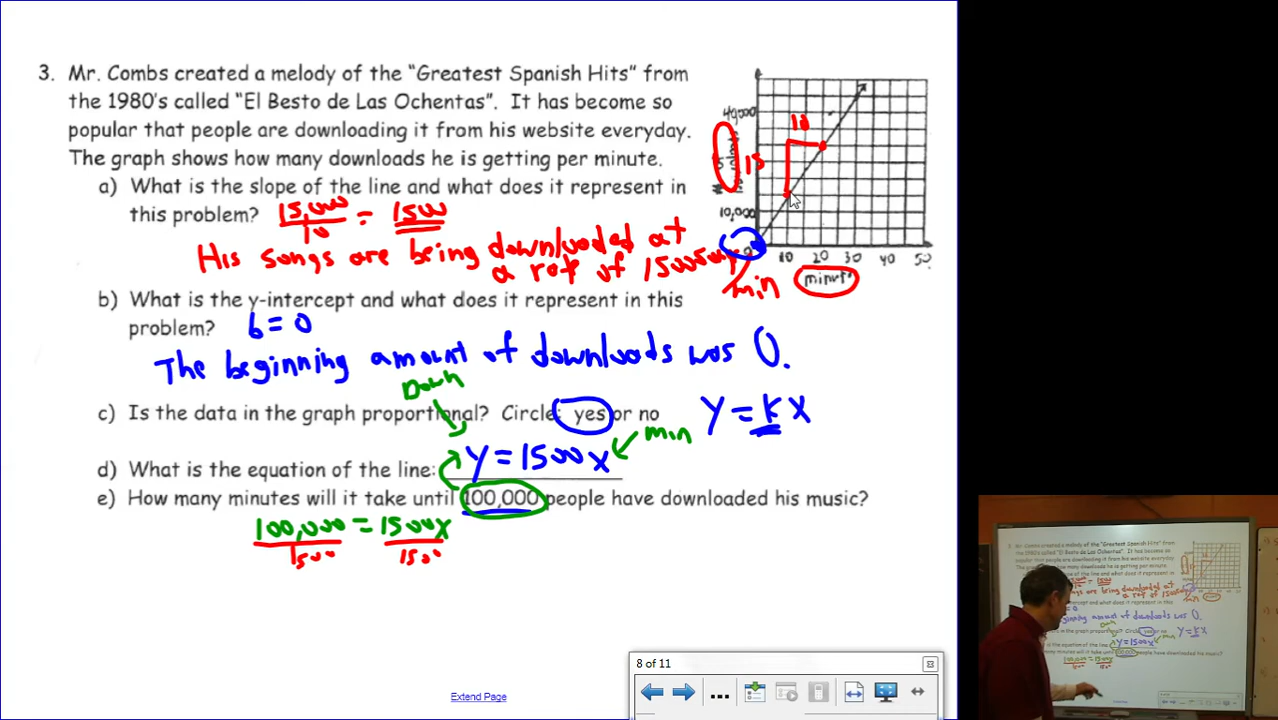 3. Mr. Combs created a melody of the “Greatest Spanish Hits” from
the 1980’s called “El Besto de Las Ochentas”. It has become so
popular that people are downloading it from his website everyday.
The graph shows how many downloads he is getting per minute.
a) What is the slope of the line and what does it represent in
this problem? 15,000/10 = 1500
His songs are being downloaded at
a rate of 1500 songs/min
b) What is the y-intercept and what does it represent in this
problem? b = 0
The beginning amount of downloads was 0.
Down
c) Is the data in the graph proportional? Circle: yes or no
Y = kX
min
d) What is the equation of the line: y = 1500x
e) How many minutes will it take until 100,000 people have downloaded his music?
100,000 = 1500x
1500 1500
40,000
10
15
10,000
0
10 20 30 40 50
minutes
8 of 11
Extend Page